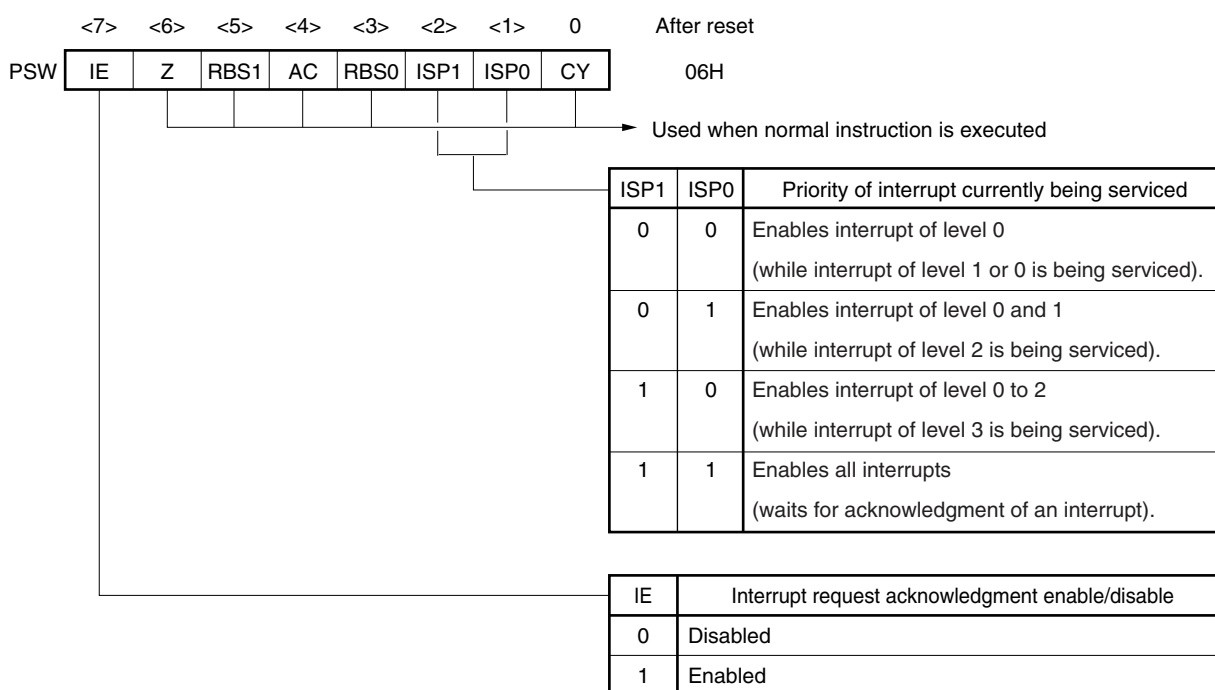 <7> <6> <5> <4> <3> <2> <1> 0 After reset
PSW IE Z RBS1 AC RBS0 ISP1 ISP0 CY 06H
Used when normal instruction is executed
ISP1 ISP0 Priority of interrupt currently being serviced
0 0 Enables interrupt of level 0
(while interrupt of level 1 or 0 is being serviced).
0 1 Enables interrupt of level 0 and 1
(while interrupt of level 2 is being serviced).
1 0 Enables interrupt of level 0 to 2
(while interrupt of level 3 is being serviced).
1 1 Enables all interrupts
(waits for acknowledgment of an interrupt).
IE Interrupt request acknowledgment enable/disable
0 Disabled
1 Enabled